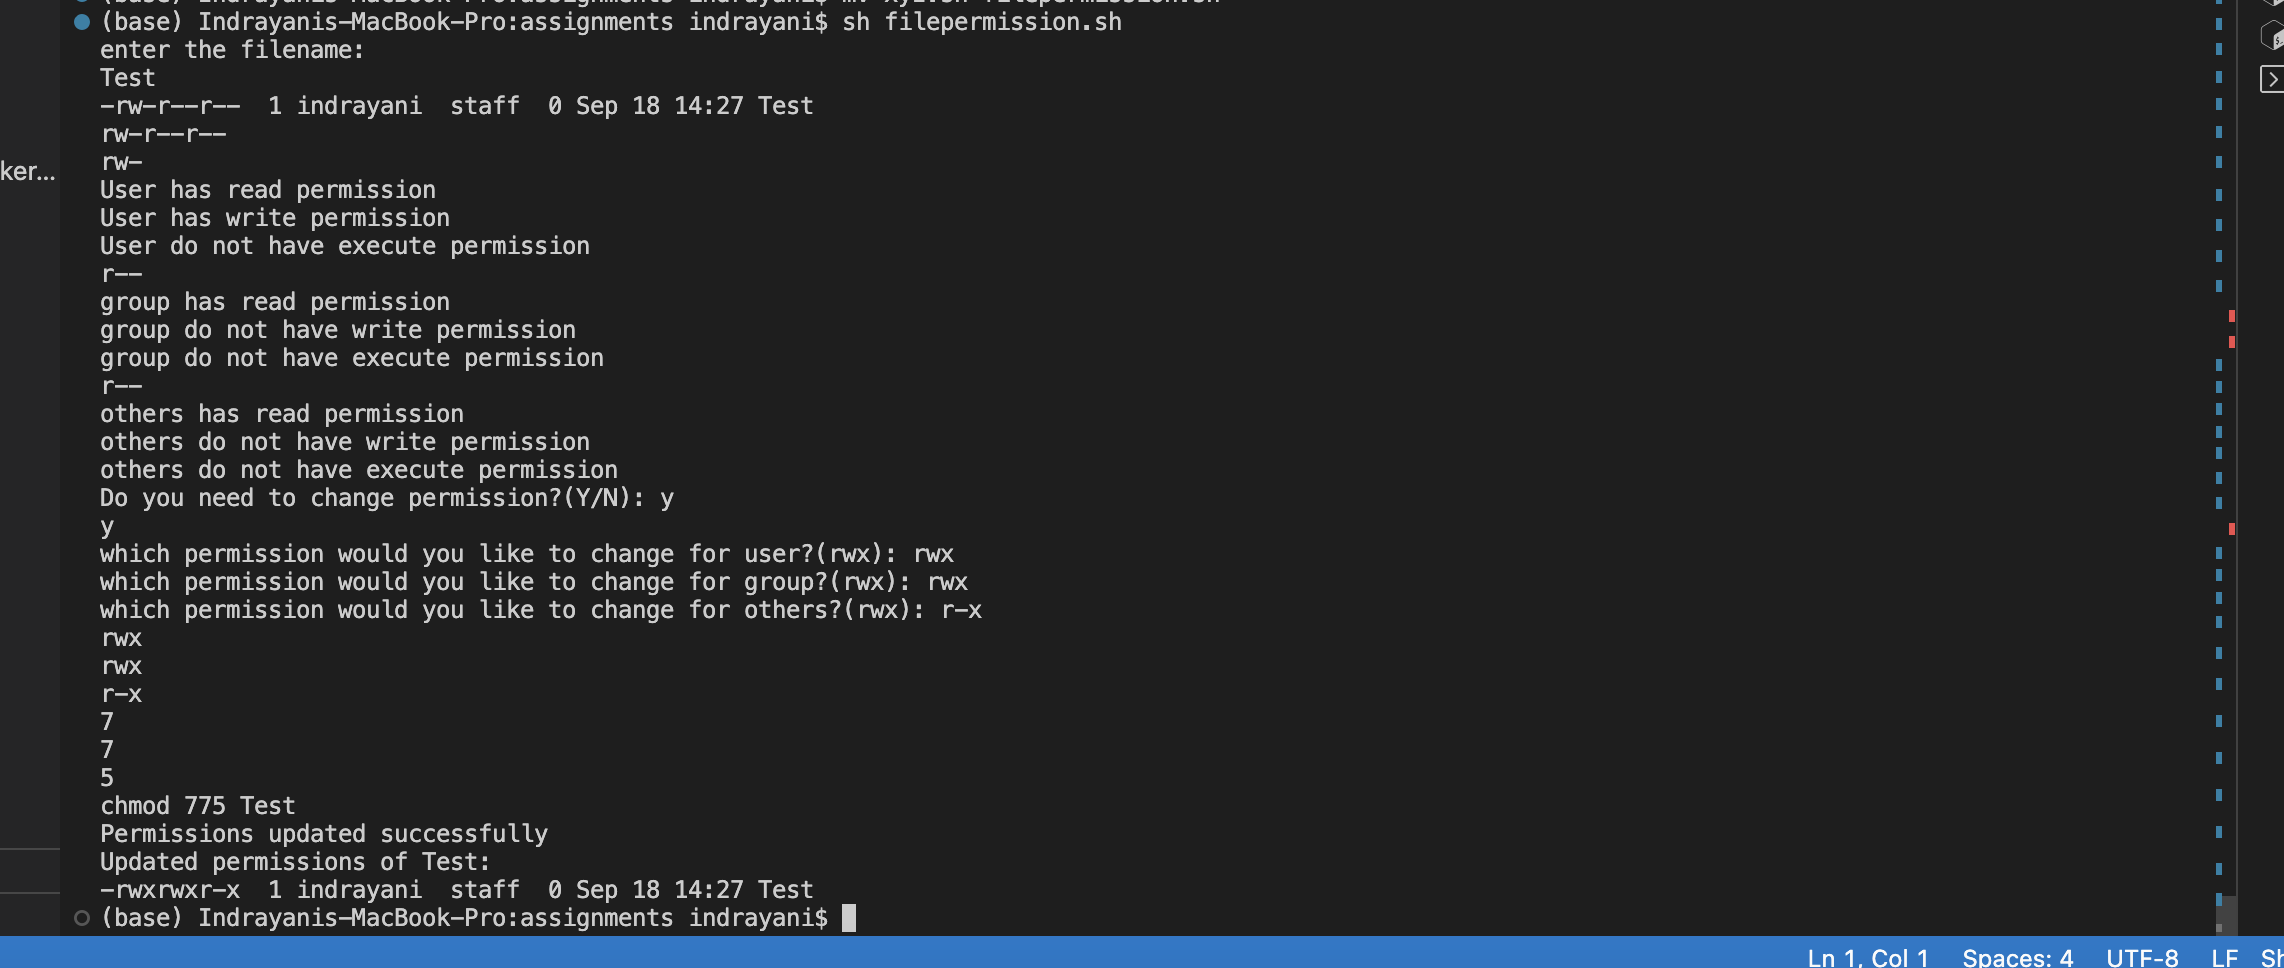 (base) Indrayanis-MacBook-Pro:assignments indrayani$ sh filepermission.sh
enter the filename:
Test
-rw-r--r--  1 indrayani  staff  0 Sep 18 14:27 Test
rw-r--r--
rw-
ker...
User has read permission
User has write permission
User do not have execute permission
r--
group has read permission
group do not have write permission
group do not have execute permission
r--
others has read permission
others do not have write permission
others do not have execute permission
Do you need to change permission?(Y/N): y
y
which permission would you like to change for user?(rwx): rwx
which permission would you like to change for group?(rwx): rwx
which permission would you like to change for others?(rwx): r-x
rwx
rwx
r-x
7
7
5
chmod 775 Test
Permissions updated successfully
Updated permissions of Test:
-rwxrwxr-x  1 indrayani  staff  0 Sep 18 14:27 Test
(base) Indrayanis-MacBook-Pro:assignments indrayani$
Ln 1, Col 1 Spaces: 4 UTF-8 LF Sh